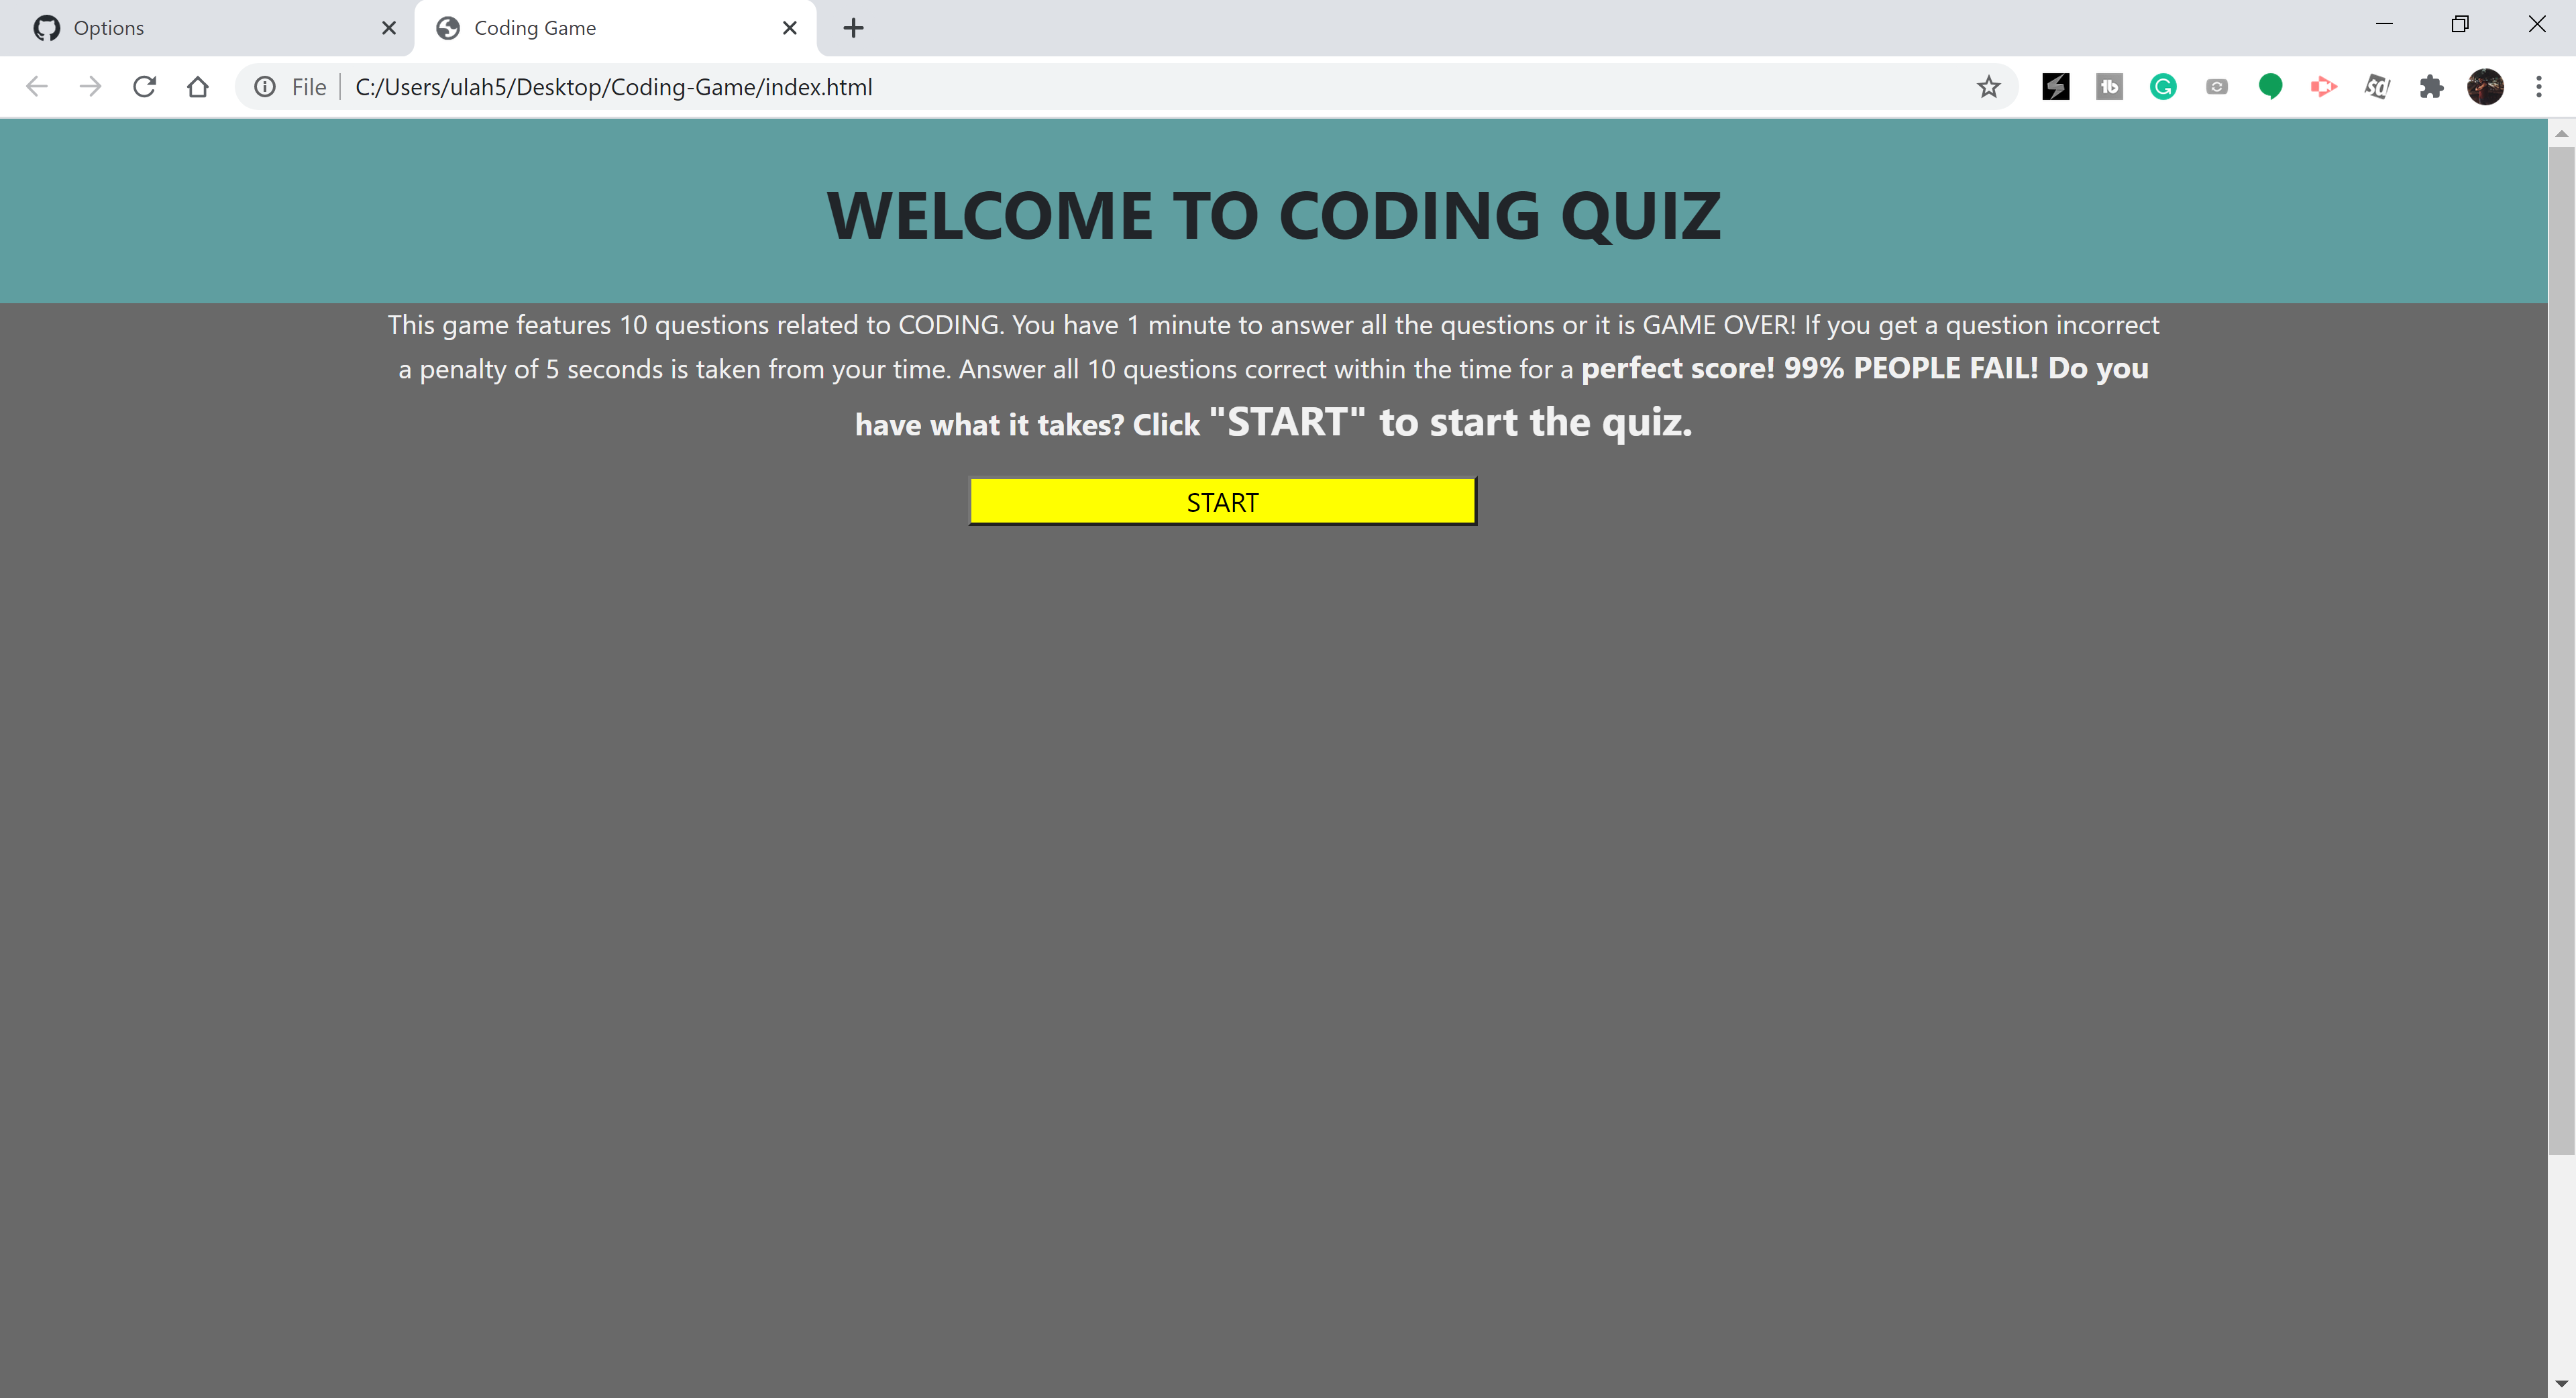 Options
Coding Game
File
C:/Users/ulah5/Desktop/Coding-Game/index.html
WELCOME TO CODING QUIZ
This game features 10 questions related to CODING. You have 1 minute to answer all the questions or it is GAME OVER! If you get a question incorrect
a penalty of 5 seconds is taken from your time. Answer all 10 questions correct within the time for a perfect score! 99% PEOPLE FAIL! Do you
have what it takes? Click "START" to start the quiz.
START